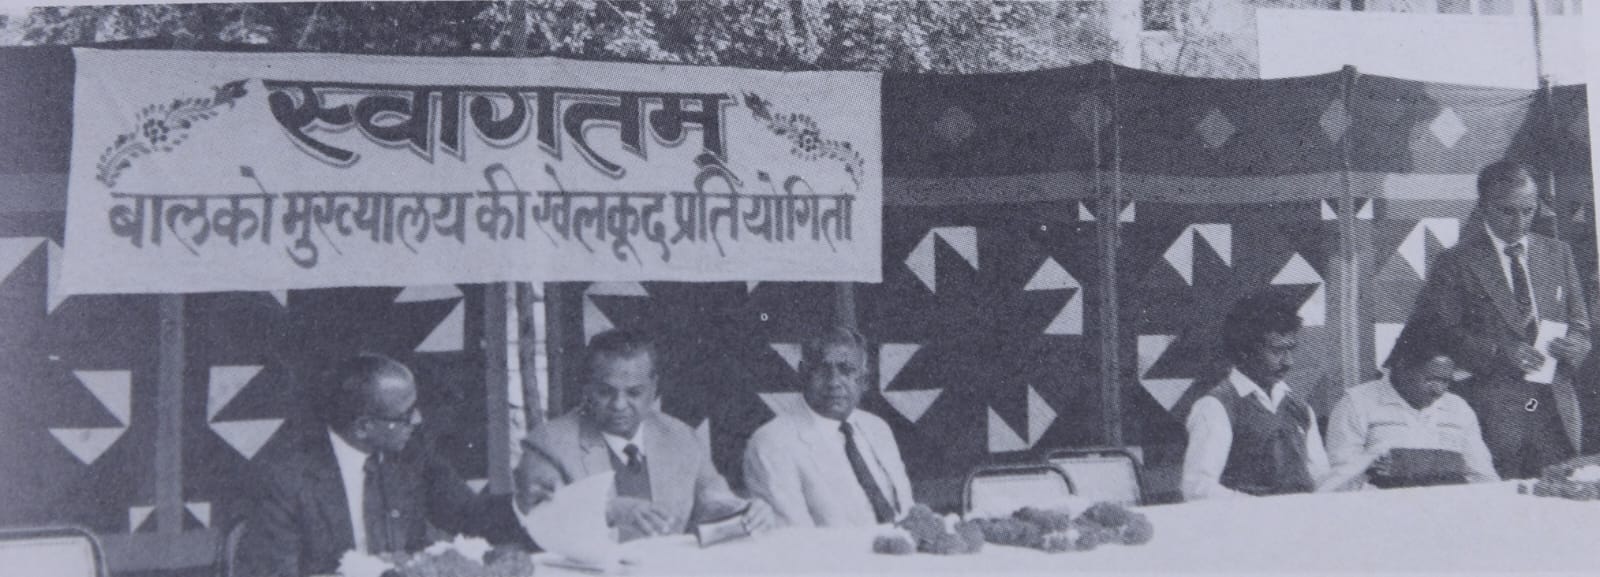 स्वागतम्
बालको मुख्यालय की खेलकूद प्रतियोगिता